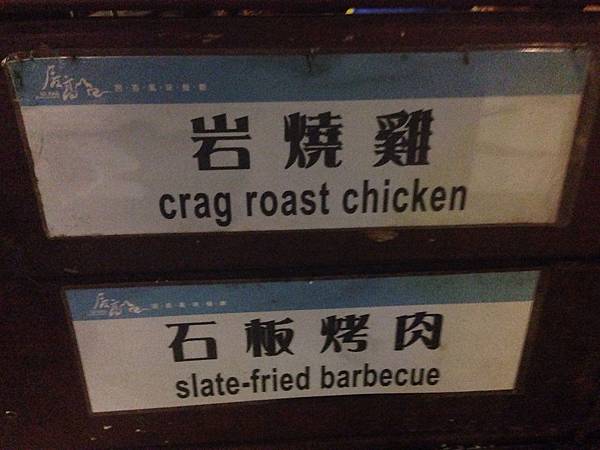 岩燒雞
crag roast chicken
石板烤肉
slate-fried barbecue